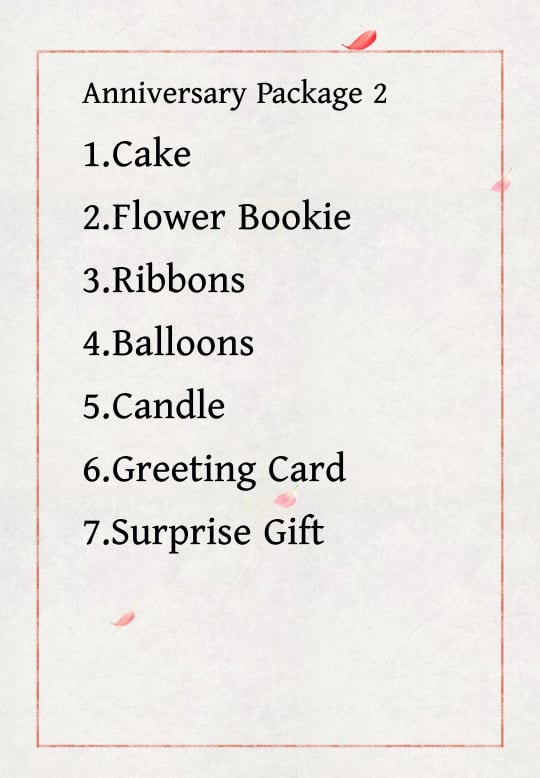 Anniversary Package 2
1.Cake
2.Flower Bookie
3.Ribbons
4.Balloons
5.Candle
6.Greeting Card
7.Surprise Gift